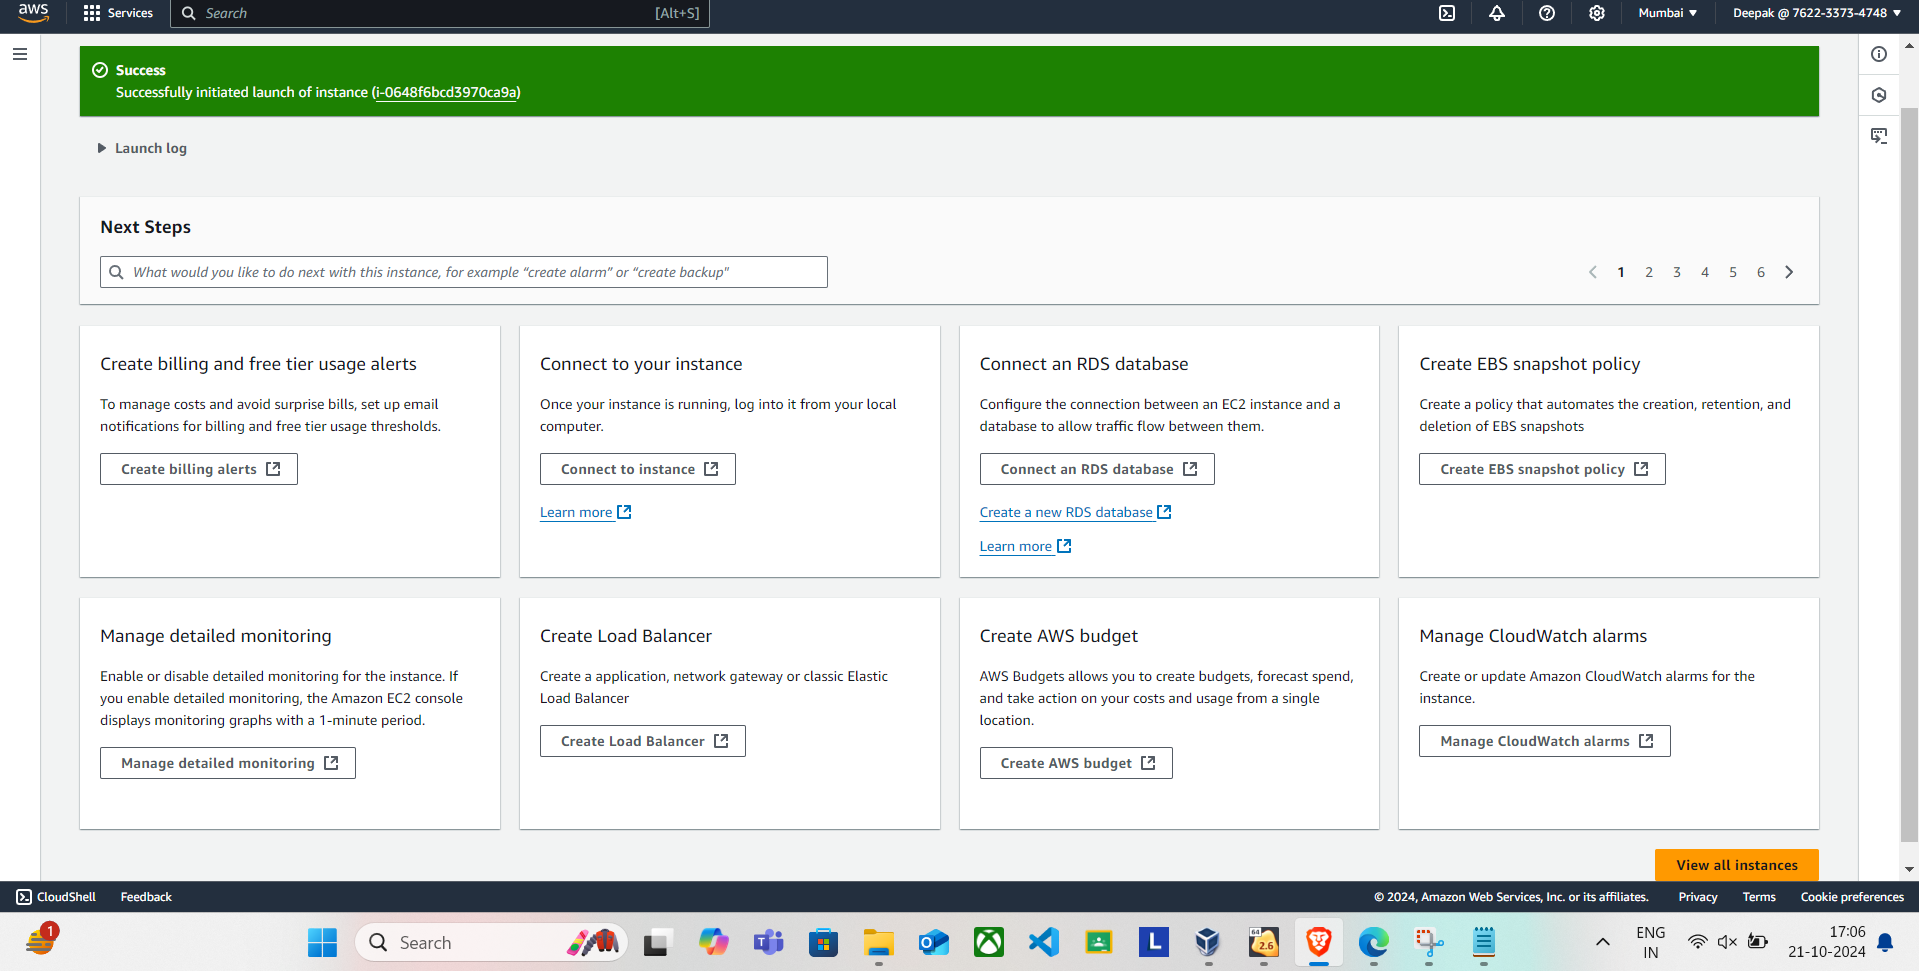 aws
Services
Search
[Alt+S]
Mumbai ▼
Deepak @ 7622-3373-4748 ▼
Success
Successfully initiated launch of instance (i-0648f6bcd3970ca9a)
Launch log
Next Steps
What would you like to do next with this instance, for example “create alarm” or “create backup”
1 2 3 4 5 6
Create billing and free tier usage alerts
To manage costs and avoid surprise bills, set up email
notifications for billing and free tier usage thresholds.
Create billing alerts
Connect to your instance
Once your instance is running, log into it from your local
computer.
Connect to instance
Learn more
Connect an RDS database
Configure the connection between an EC2 instance and a
database to allow traffic flow between them.
Connect an RDS database
Create a new RDS database
Learn more
Create EBS snapshot policy
Create a policy that automates the creation, retention, and
deletion of EBS snapshots
Create EBS snapshot policy
Manage detailed monitoring
Enable or disable detailed monitoring for the instance. If
you enable detailed monitoring, the Amazon EC2 console
displays monitoring graphs with a 1-minute period.
Manage detailed monitoring
Create Load Balancer
Create a application, network gateway or classic Elastic
Load Balancer
Create Load Balancer
Create AWS budget
AWS Budgets allows you to create budgets, forecast spend,
and take action on your costs and usage from a single
location.
Create AWS budget
Manage CloudWatch alarms
Create or update Amazon CloudWatch alarms for the
instance.
Manage CloudWatch alarms
View all instances
CloudShell
Feedback
© 2024, Amazon Web Services, Inc. or its affiliates.
Privacy
Terms
Cookie preferences
1
Search
L
64
2.6
ENG
IN
17:06
21-10-2024